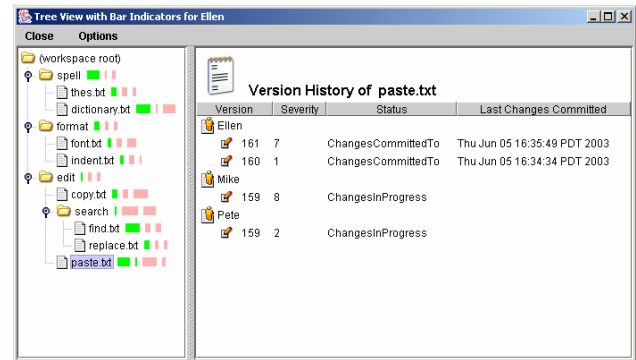 Tree View with Bar Indicators for Ellen
Close Options
(workspace root)
spell
thes.txt
dictionary.txt
format
font.txt
indent.txt
edit
copy.txt
search
find.txt
replace.txt
paste.txt
Version History of paste.txt
Version Severity Status Last Changes Committed
Ellen
161 7 ChangesCommittedTo Thu Jun 05 16:35:49 PDT 2003
160 1 ChangesCommittedTo Thu Jun 05 16:34:34 PDT 2003
Mike
159 8 ChangesInProgress
Pete
159 2 ChangesInProgress